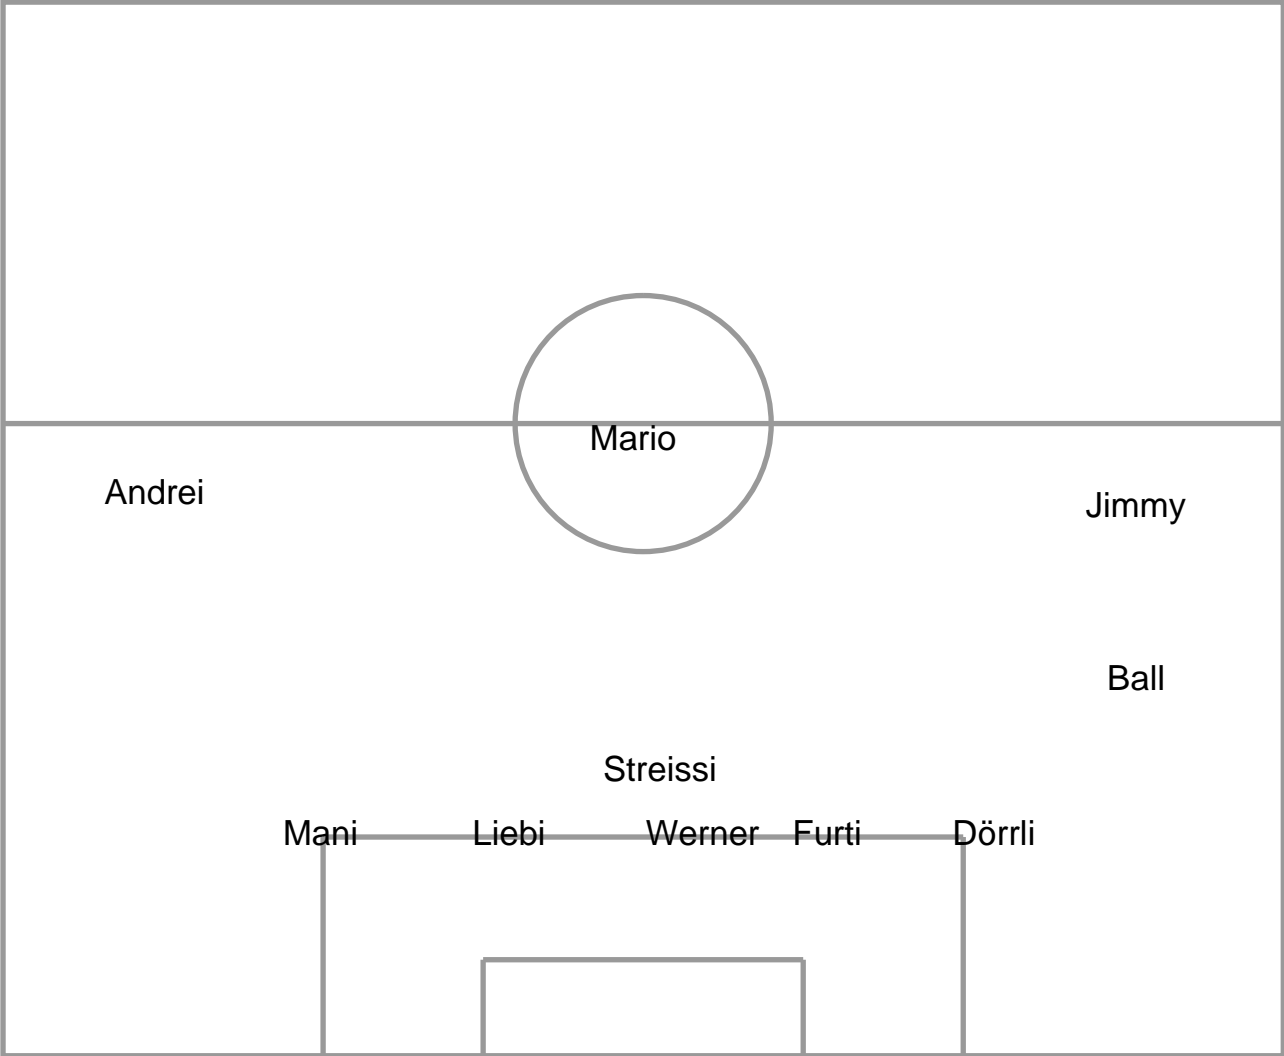 Mario
Andrei
Jimmy
Ball
Streissi
Mani Liebi Werner Furti Dörrli